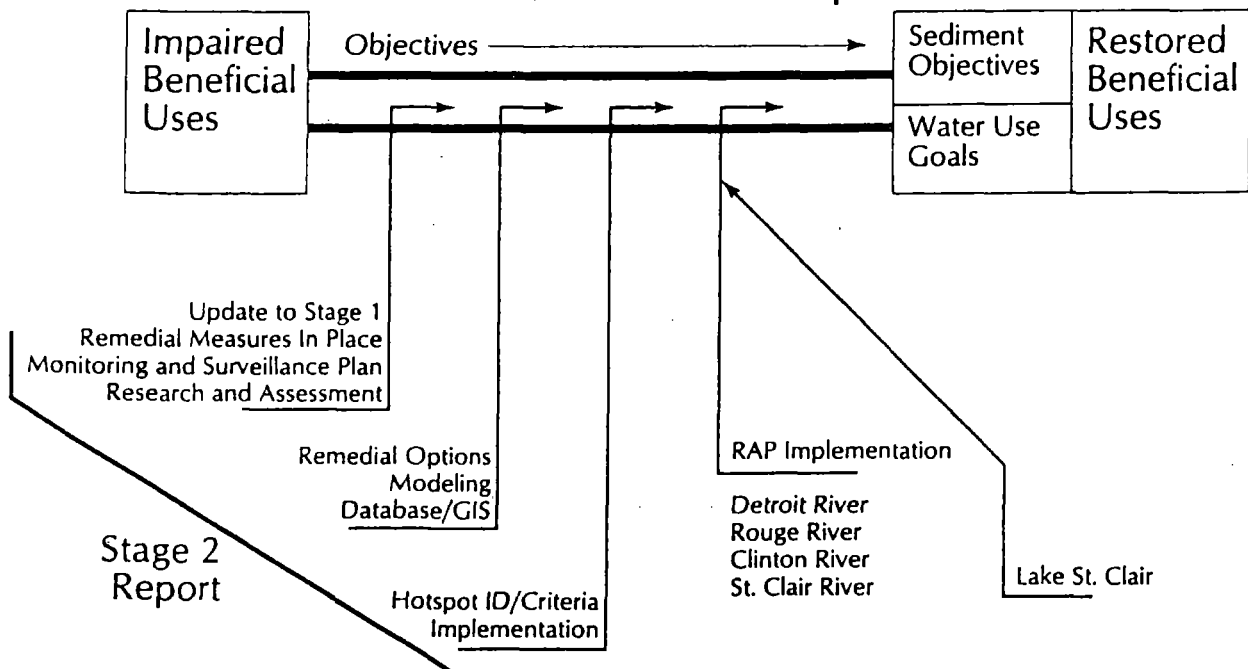 Impaired
Beneficial
Uses
Objectives
Sediment
Objectives
Water Use
Goals
Restored
Beneficial
Uses
Update to Stage 1
Remedial Measures In Place
Monitoring and Surveillance Plan
Research and Assessment
Remedial Options
Modeling
Database/GIS
Hotspot ID/Criteria
Implementation
RAP Implementation
Detroit River
Rouge River
Clinton River
St. Clair River
Lake St. Clair
Stage 2
Report